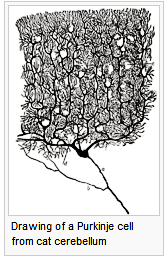 Drawing of a Purkinje cell
from cat cerebellum